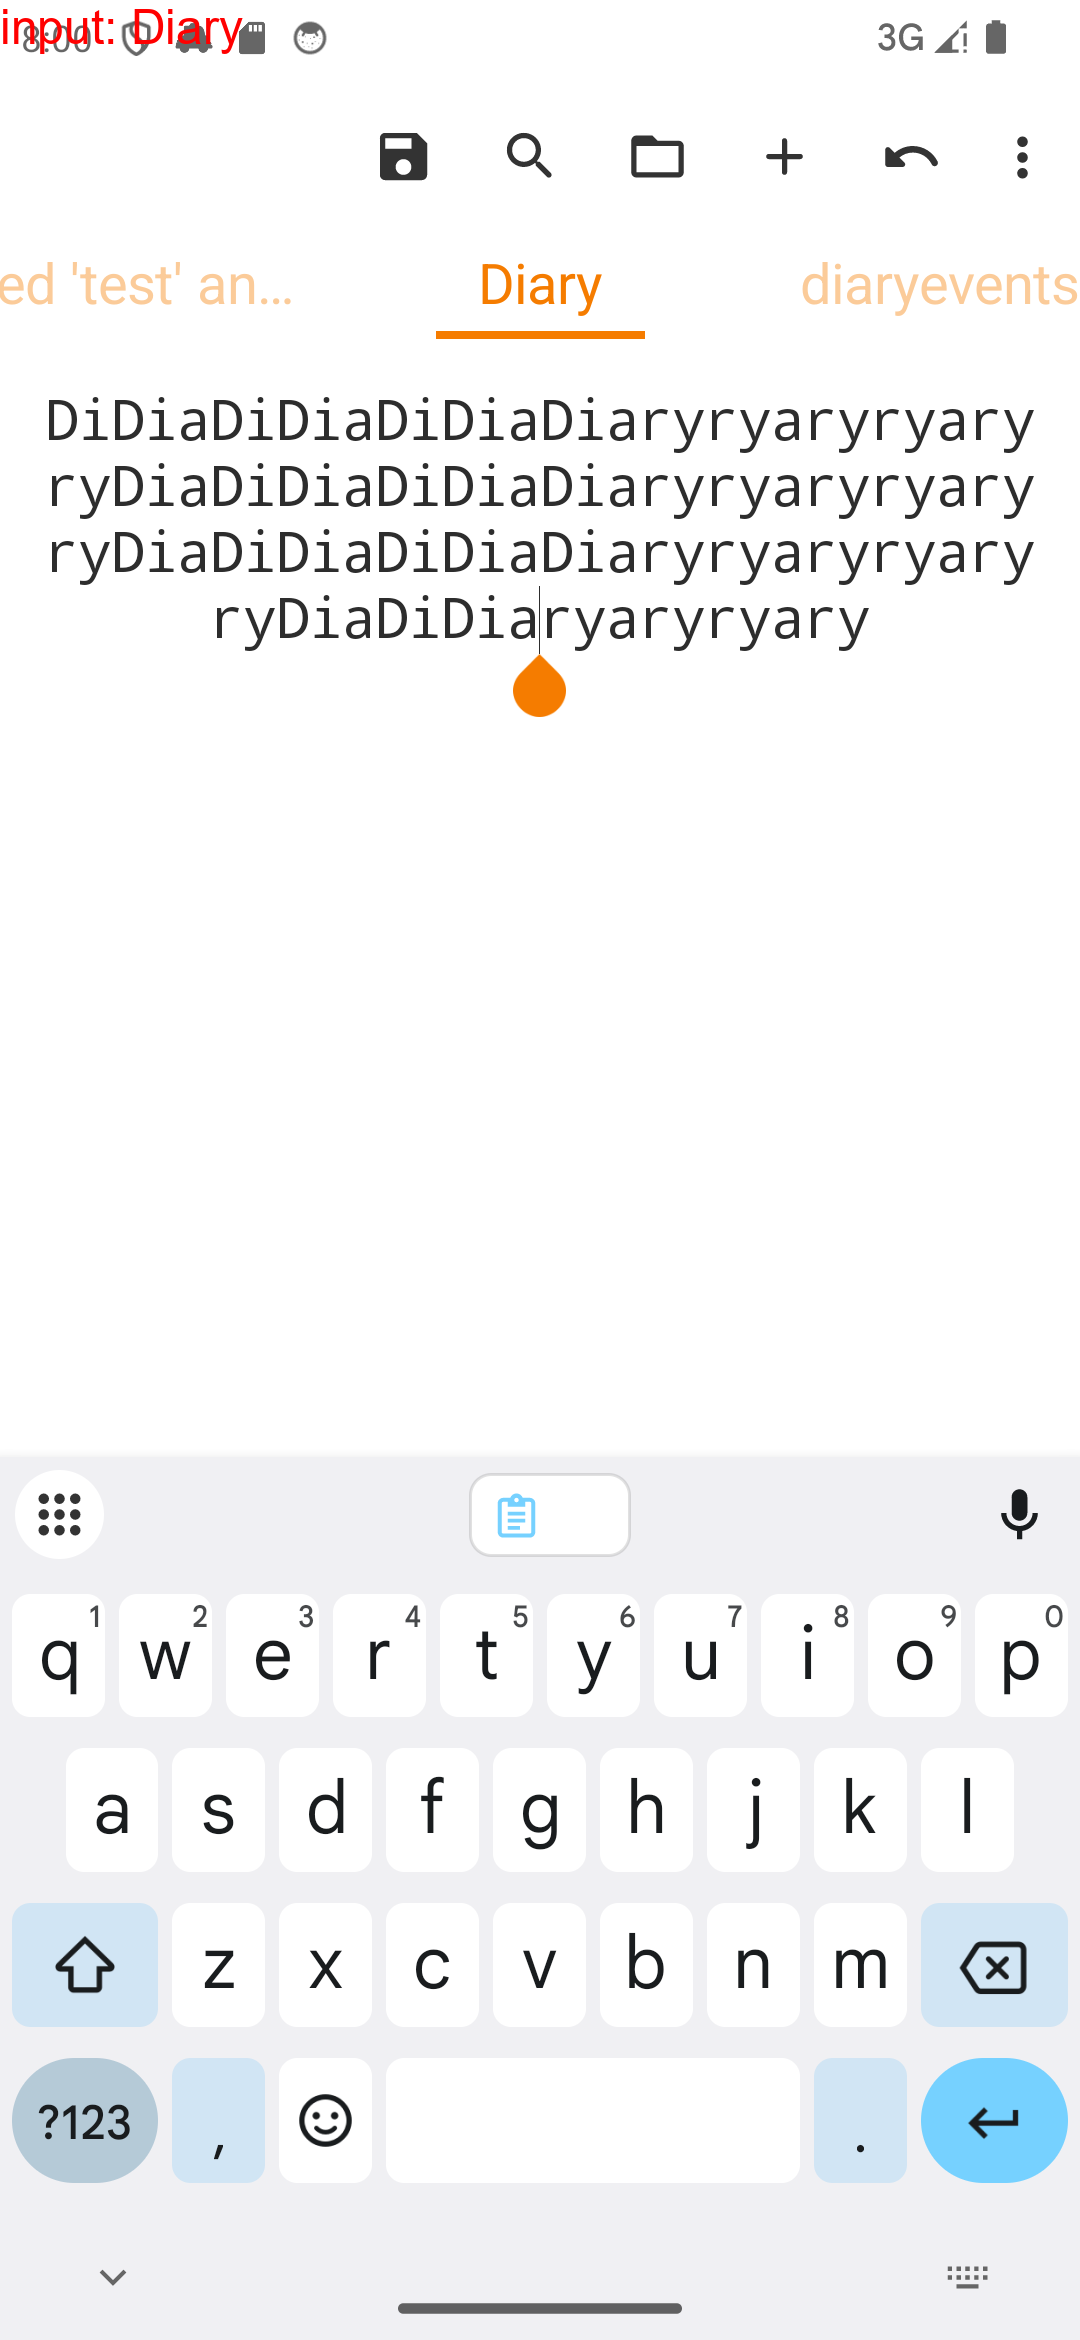 input: Diary
8:00
3G
ed 'test' an...
Diary
diaryevents
DiDiaDiDiaDiDiaDiaryryaryryary
ryDiaDiDiaDiDiaDiaryryaryryary
ryDiaDiDiaDiDiaDiaryryaryryary
ryDiaDiDiaryaryryary
q 1 w 2 e 3 r 4 t 5 y 6 u 7 i 8 o 9 p 0
a s d f g h j k l
z x c v b n m
?123 , .